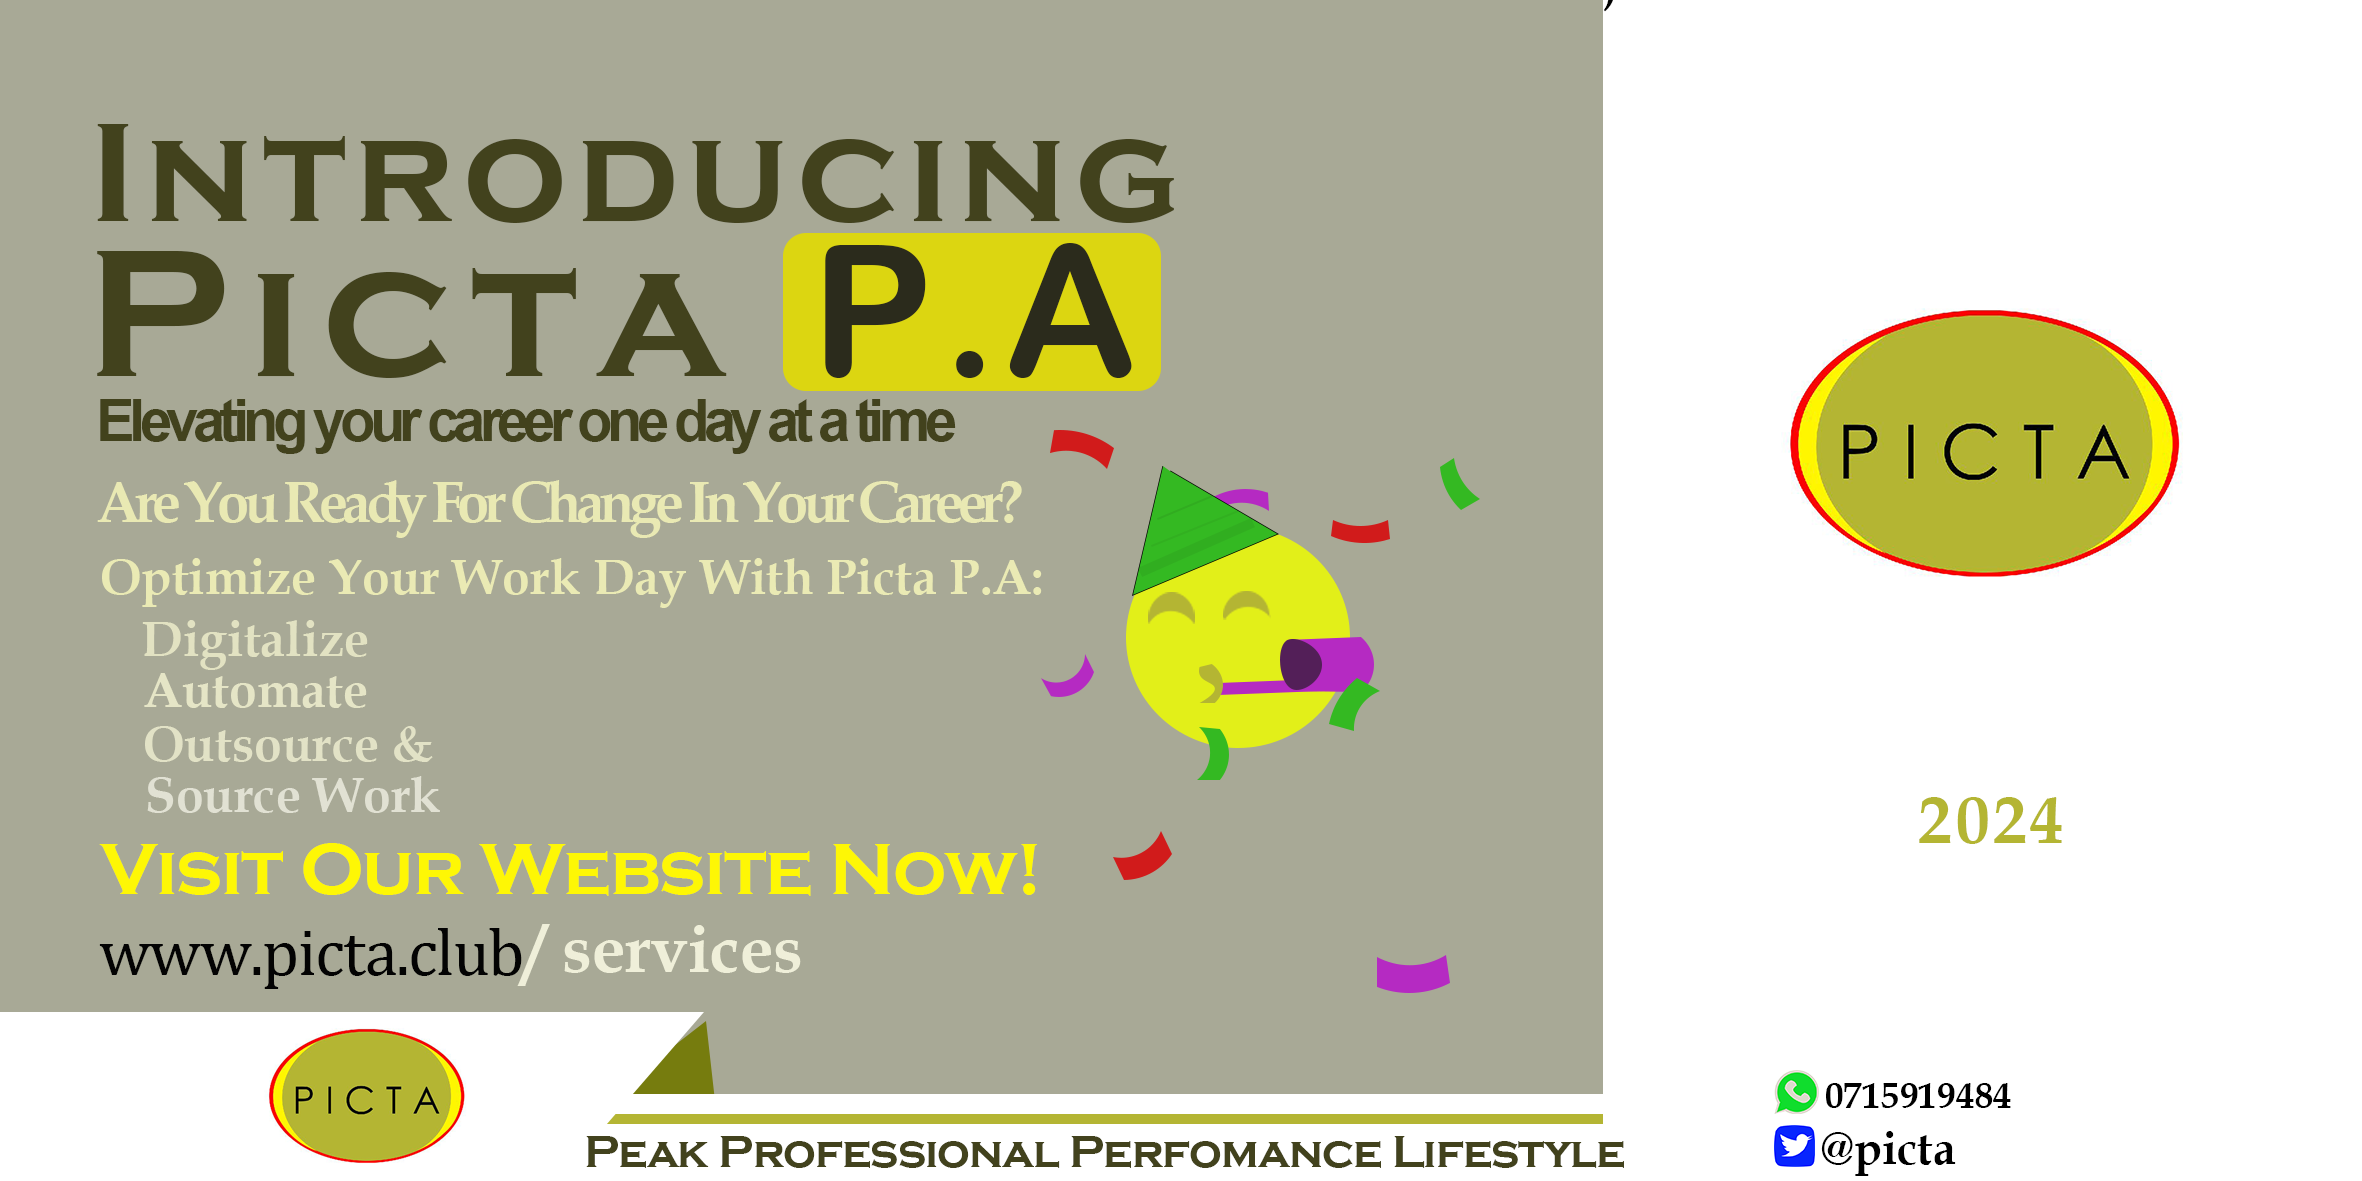 Introducing
Picta P.A
Elevating your career one day at a time
Are You Ready For Change In Your Career?
Optimize Your Work Day With Picta P.A:
Digitalize
Automate
Outsource &
Source Work
Visit Our Website Now!
www.picta.club/ services
PICTA
Peak Professional Perfomance Lifestyle
PICTA
2024
0715919484
@picta